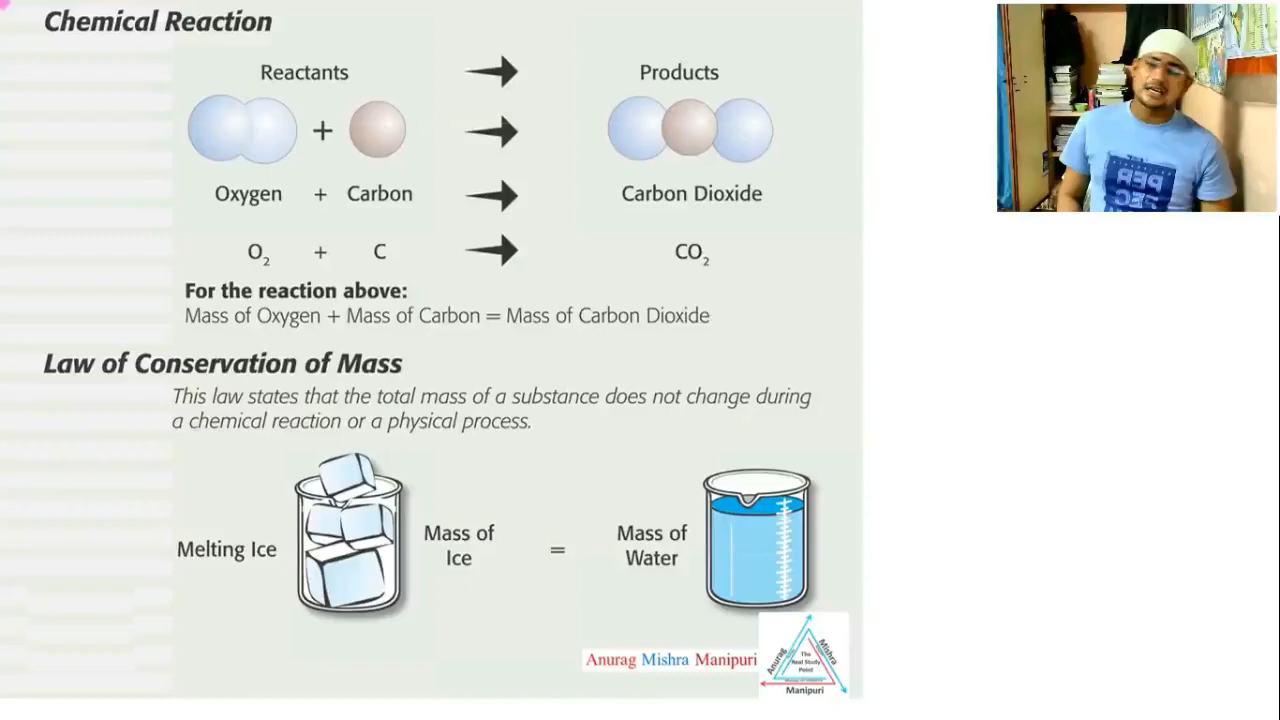 Chemical Reaction
Reactants Products
+
Oxygen + Carbon Carbon Dioxide
O₂ + C CO₂
For the reaction above:
Mass of Oxygen + Mass of Carbon = Mass of Carbon Dioxide
Law of Conservation of Mass
This law states that the total mass of a substance does not change during
a chemical reaction or a physical process.
Melting Ice
Mass of
Ice
=
Mass of
Water
Anurag Mishra Manipuri
Anurag
Mishra
The
Real Study
Point
Manipuri